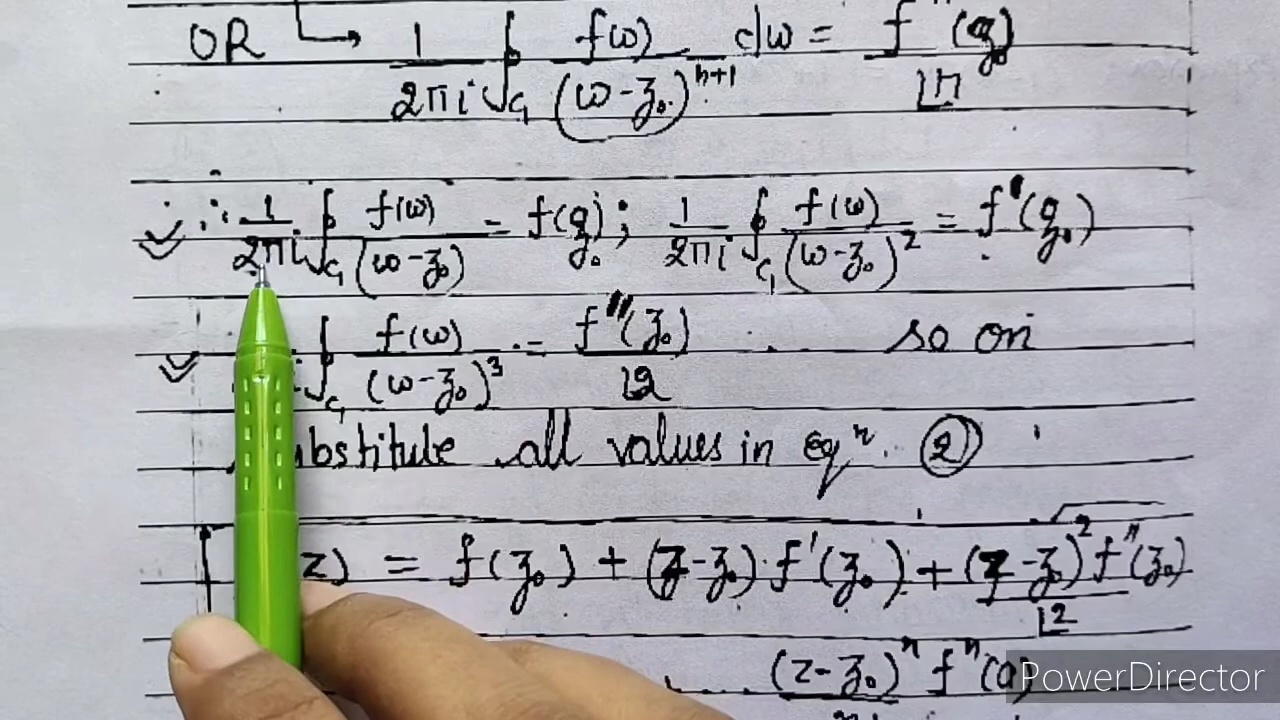 OR 1/2πi ∮c₁ f(w)/(w-z₀)ⁿ⁺¹ dw = fⁿ(z₀)/⌊n
∴ 1/2πi ∮c₁ f(w)/(w-z₀) = f(z₀) ; 1/2πi ∮c₁ f(w)/(w-z₀)² = f'(z₀)
∮c₁ f(w)/(w-z₀)³ = f''(z₀)/⌊2 . so on
ubstitute all values in eqⁿ. ②
z) = f(z₀) + (z-z₀).f'(z₀) + (z-z₀)² f''(z₀)/⌊2
.... (z-z₀)ⁿ fⁿ(a)
PowerDirector